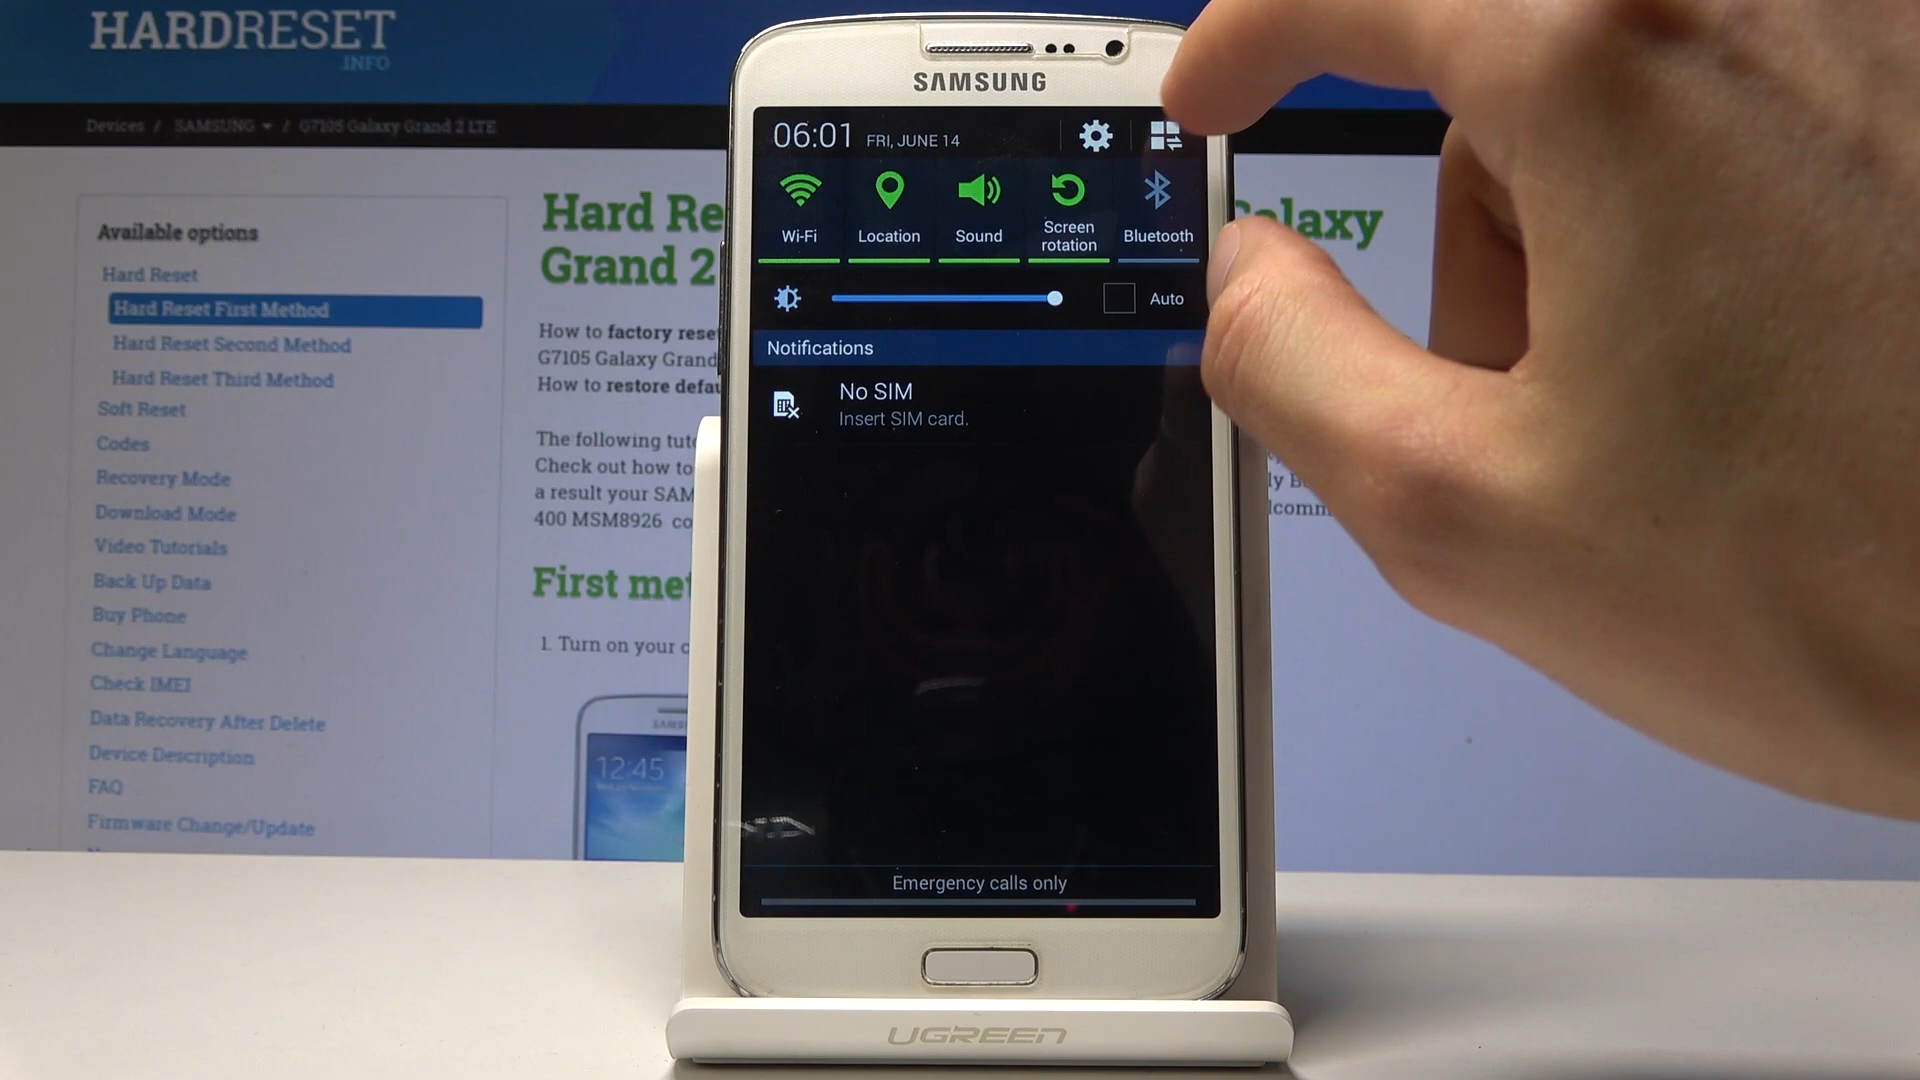 HARDRESET
.INFO
Devices / SAMSUNG / G7105 Galaxy Grand 2 LTE
Available options
Hard Reset
Hard Reset First Method
Hard Reset Second Method
Hard Reset Third Method
Soft Reset
Codes
Recovery Mode
Download Mode
Video Tutorials
Back Up Data
Buy Phone
Change Language
Check IMEI
Data Recovery After Delete
Device Description
FAQ
Firmware Change/Update
Hard Re
Galaxy
Grand 2
How to factory reset
G7105 Galaxy Grand
How to restore defau
The following tuto
Check out how to
a result your SAM
400 MSM8926 co
First met
1. Turn on your
12:45
SAMSUNG
06:01 FRI, JUNE 14
Wi-Fi
Location
Sound
Screen
rotation
Bluetooth
Auto
Notifications
No SIM
Insert SIM card.
Emergency calls only
UGREEN